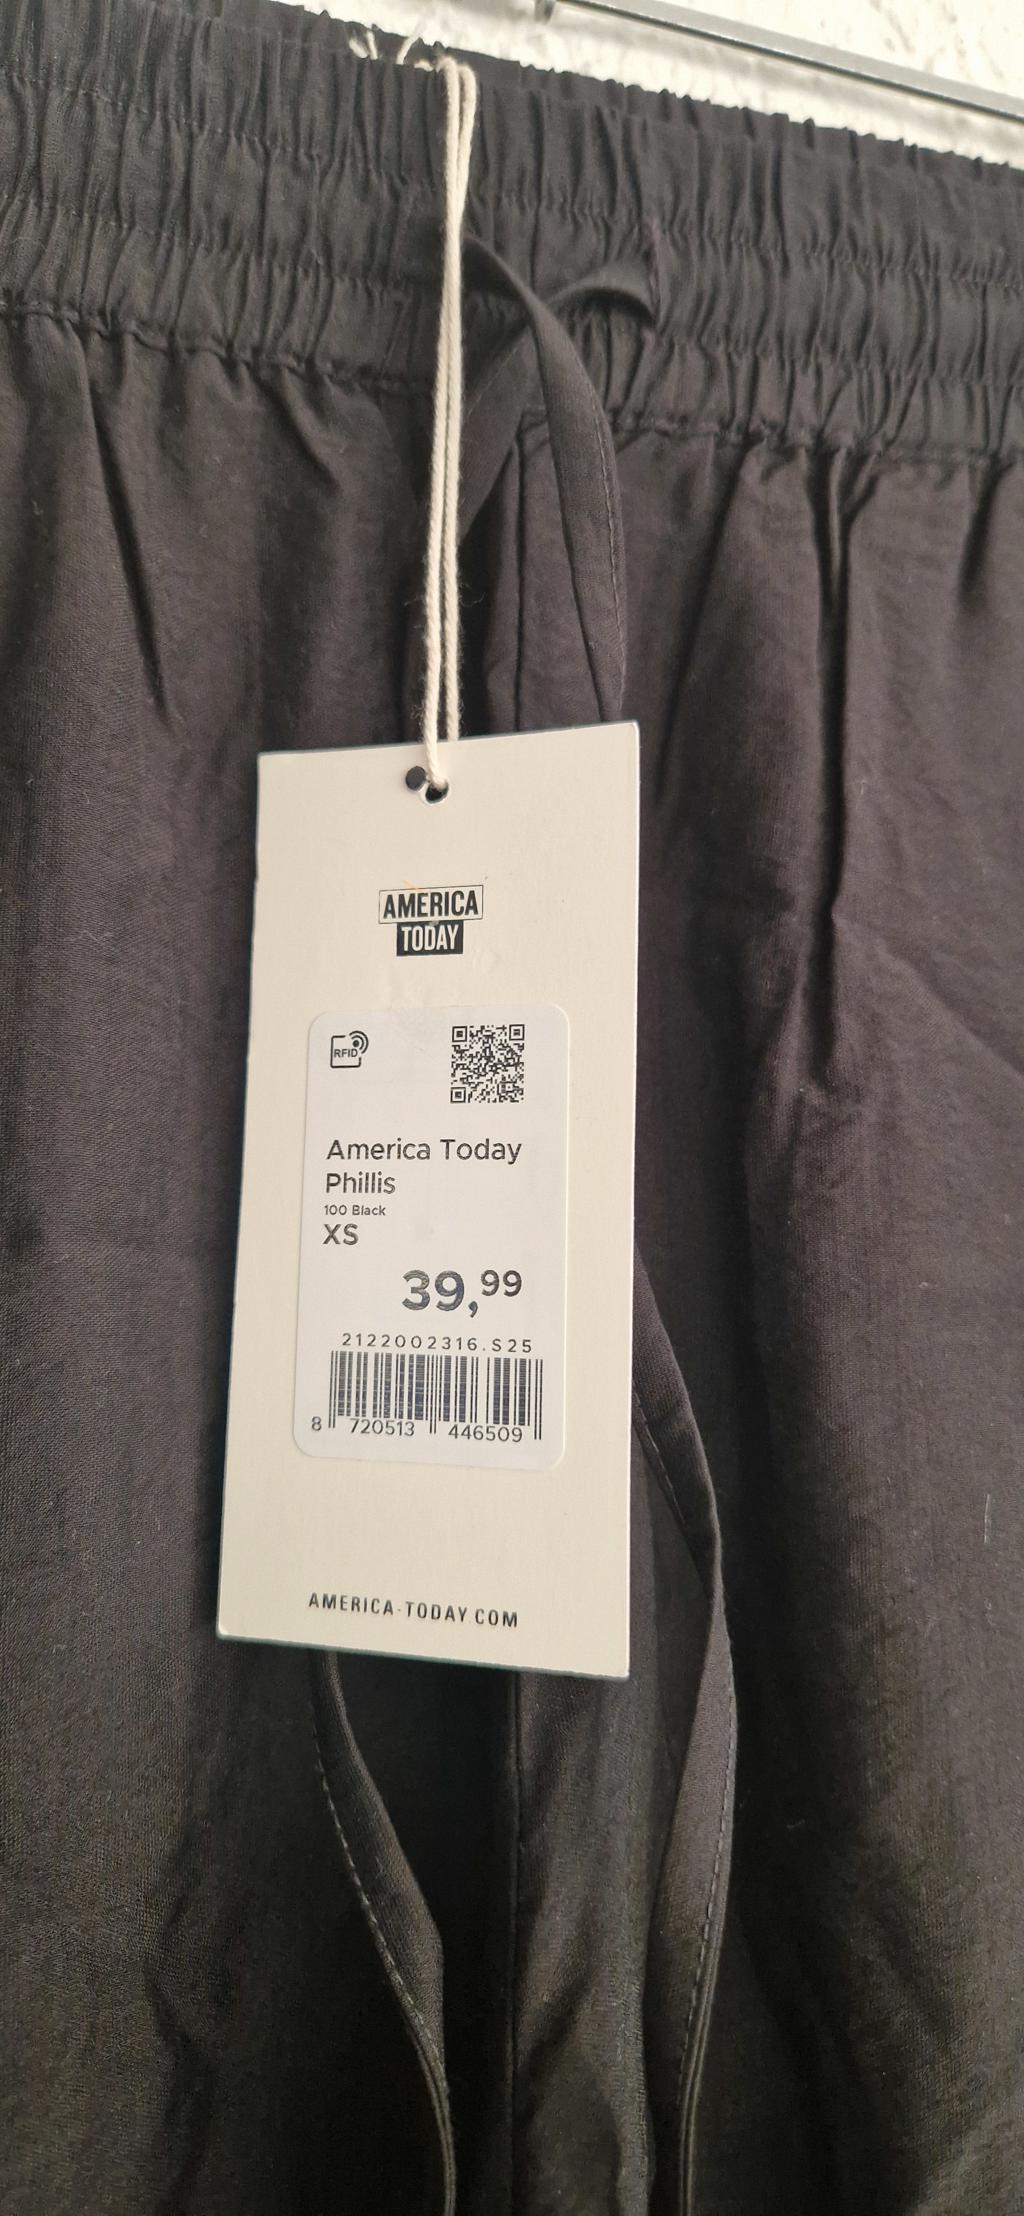 AMERICA
TODAY
RFID
America Today
Phillis
100 Black
XS
39,99
2122002316.S25
8 720513 446509
AMERICA-TODAY.COM